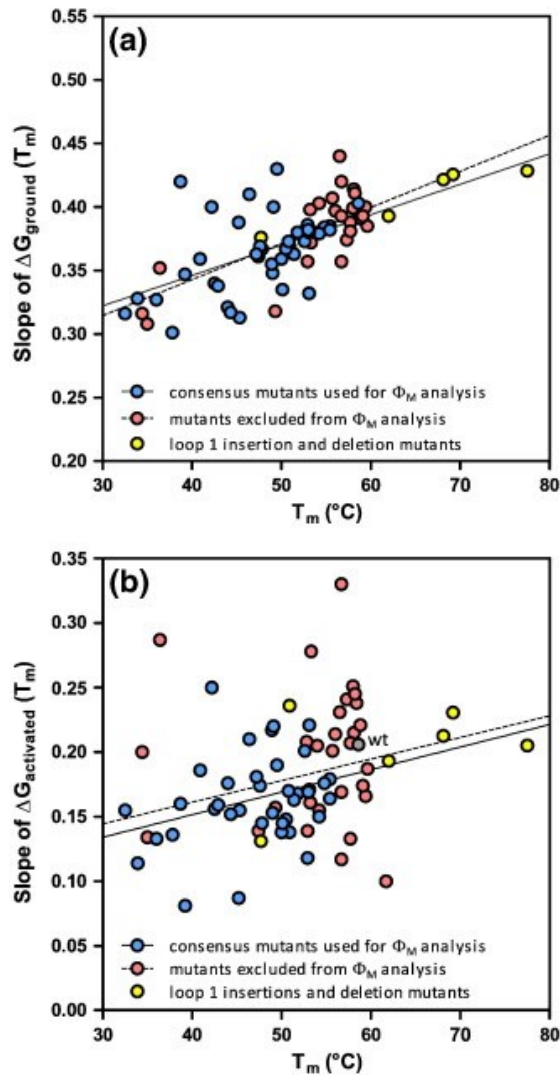 (a)
0.55
0.50
0.45
0.40
0.35
0.30
0.25
0.20
Slope of ΔG_ground (T_m)
consensus mutants used for Φ_M analysis
mutants excluded from Φ_M analysis
loop 1 insertion and deletion mutants
30 40 50 60 70 80
T_m (°C)
(b)
0.35
0.30
0.25
0.20
0.15
0.10
0.05
0.00
Slope of ΔG_activated (T_m)
wt
consensus mutants used for Φ_M analysis
mutants excluded from Φ_M analysis
loop 1 insertions and deletion mutants
30 40 50 60 70 80
T_m (°C)